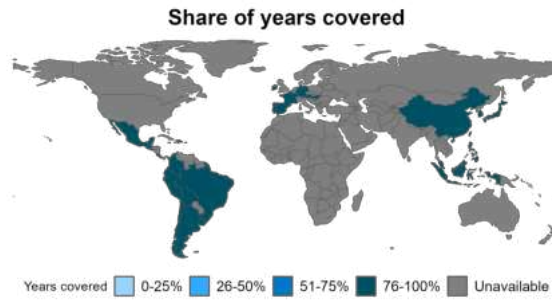 Share of years covered
Years covered 0-25% 26-50% 51-75% 76-100% Unavailable